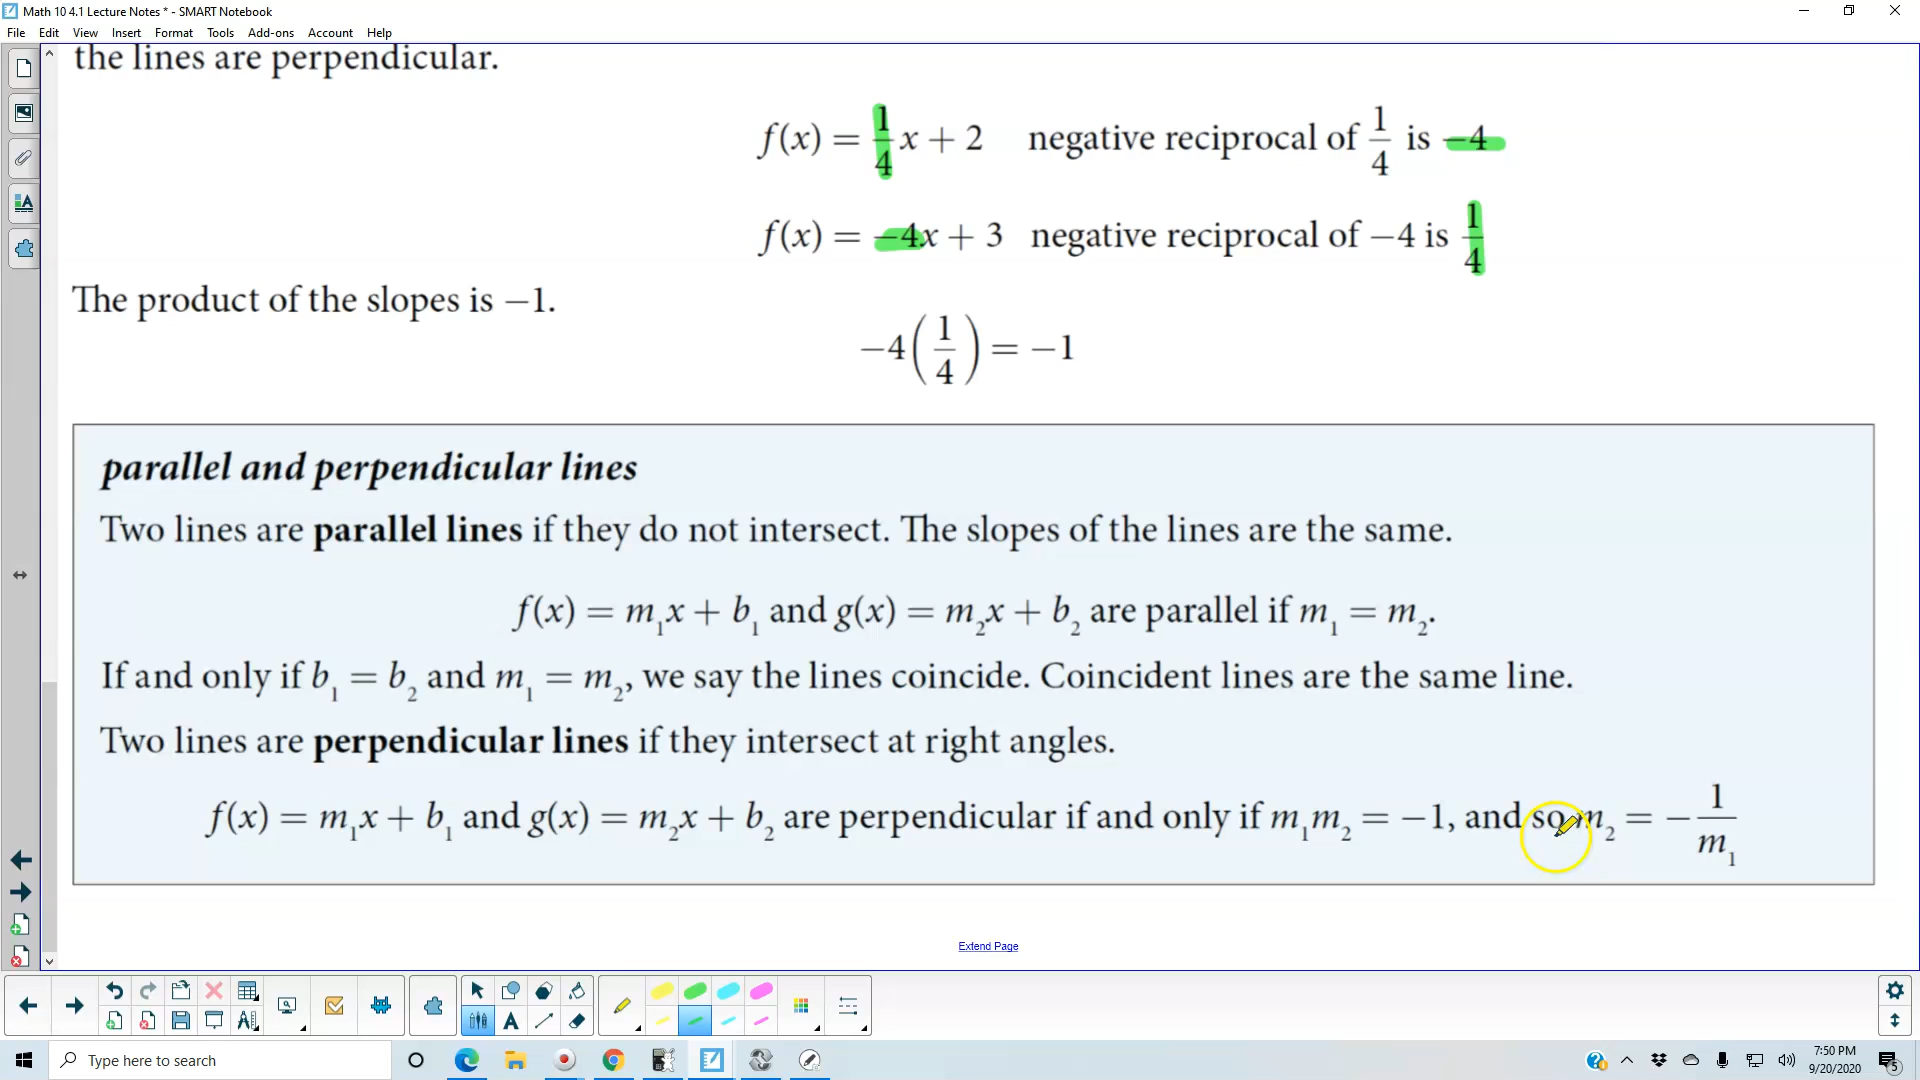 Math 10 4.1 Lecture Notes * - SMART Notebook
File Edit View Insert Format Tools Add-ons Account Help
the lines are perpendicular.
f(x) = 1/4 x + 2 negative reciprocal of 1/4 is −4
f(x) = −4x + 3 negative reciprocal of −4 is 1/4
The product of the slopes is −1.
−4(1/4) = −1
parallel and perpendicular lines
Two lines are parallel lines if they do not intersect. The slopes of the lines are the same.
f(x) = m₁x + b₁ and g(x) = m₂x + b₂ are parallel if m₁ = m₂.
If and only if b₁ = b₂ and m₁ = m₂, we say the lines coincide. Coincident lines are the same line.
Two lines are perpendicular lines if they intersect at right angles.
f(x) = m₁x + b₁ and g(x) = m₂x + b₂ are perpendicular if and only if m₁m₂ = −1, and so m₂ = −1/m₁
Extend Page
Type here to search
7:50 PM
9/20/2020
5